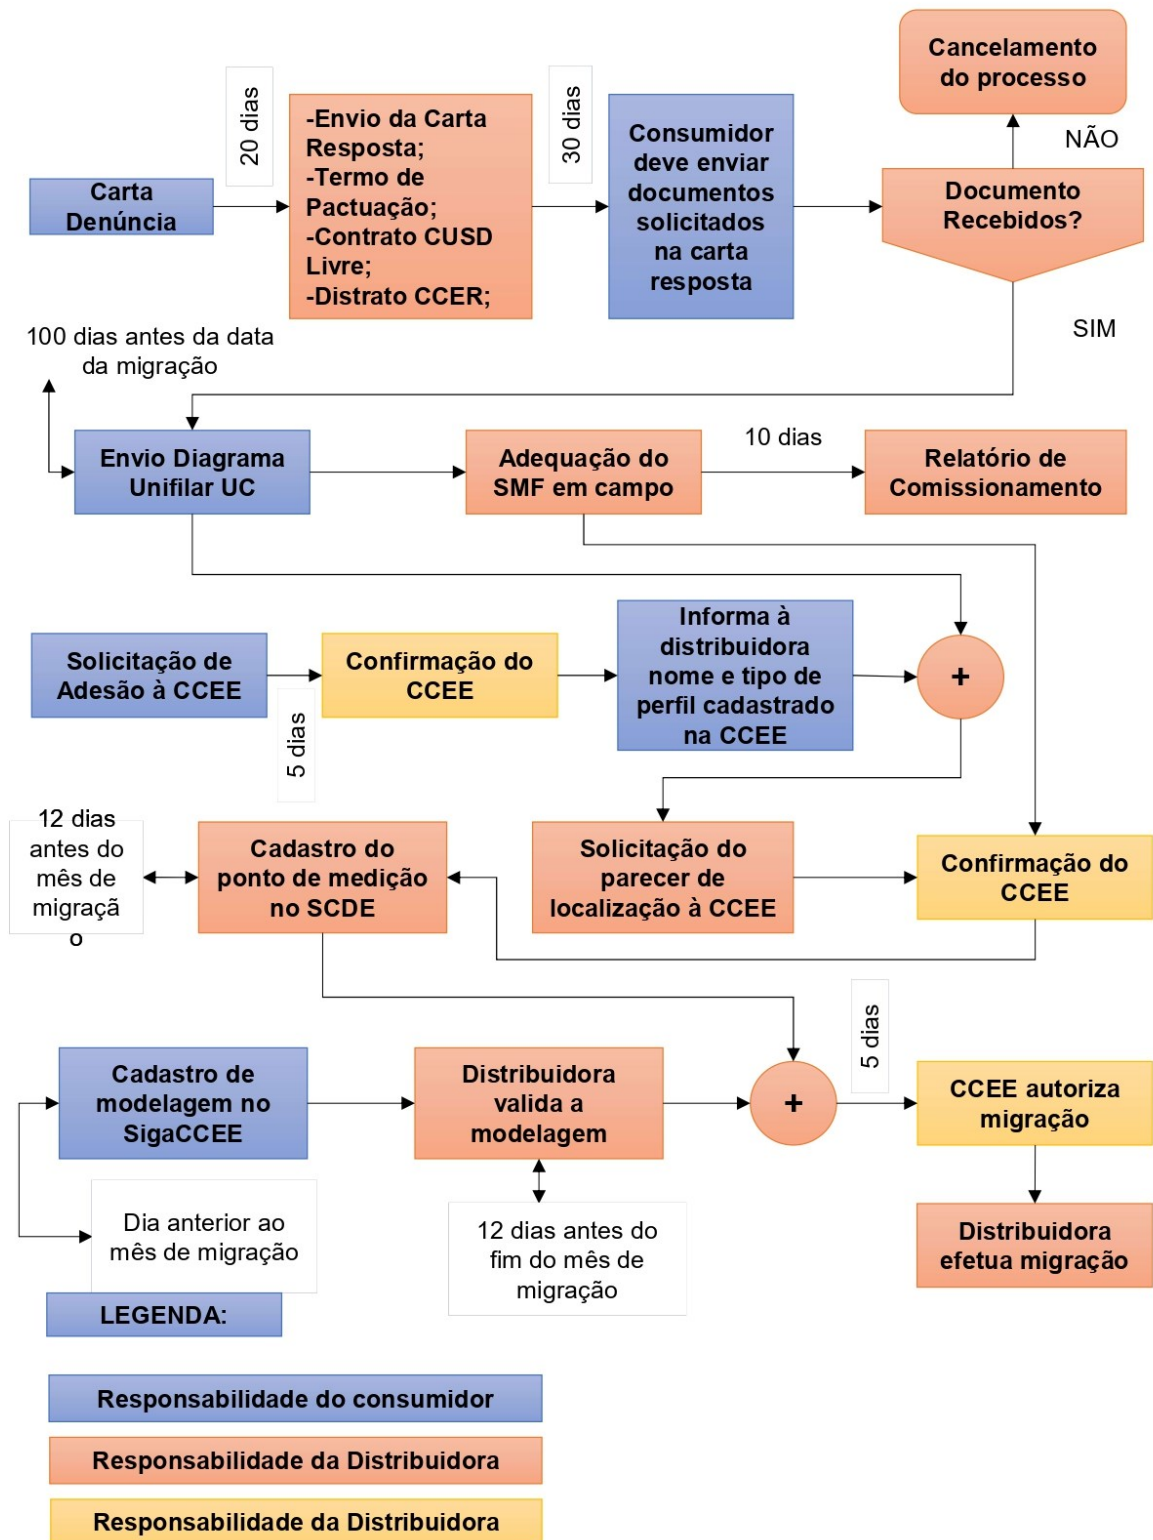 Cancelamento
do processo
NÃO
20 dias
30 dias
Carta
Denúncia
-Envio da Carta
Resposta;
-Termo de
Pactuação;
-Contrato CUSD
Livre;
-Distrato CCER;
Consumidor
deve enviar
documentos
solicitados
na carta
resposta
Documento
Recebidos?
SIM
100 dias antes da data
da migração
Envio Diagrama
Unifilar UC
Adequação do
SMF em campo
10 dias
Relatório de
Comissionamento
Solicitação de
Adesão à CCEE
5 dias
Confirmação do
CCEE
Informa à
distribuidora
nome e tipo de
perfil cadastrado
na CCEE
+
12 dias
antes do
mês de
migraçã
o
Cadastro do
ponto de medição
no SCDE
Solicitação do
parecer de
localização à CCEE
Confirmação do
CCEE
Cadastro de
modelagem no
SigaCCEE
Distribuidora
valida a
modelagem
+
5 dias
CCEE autoriza
migração
Dia anterior ao
mês de migração
12 dias antes do
fim do mês de
migração
Distribuidora
efetua migração
LEGENDA:
Responsabilidade do consumidor
Responsabilidade da Distribuidora
Responsabilidade da Distribuidora